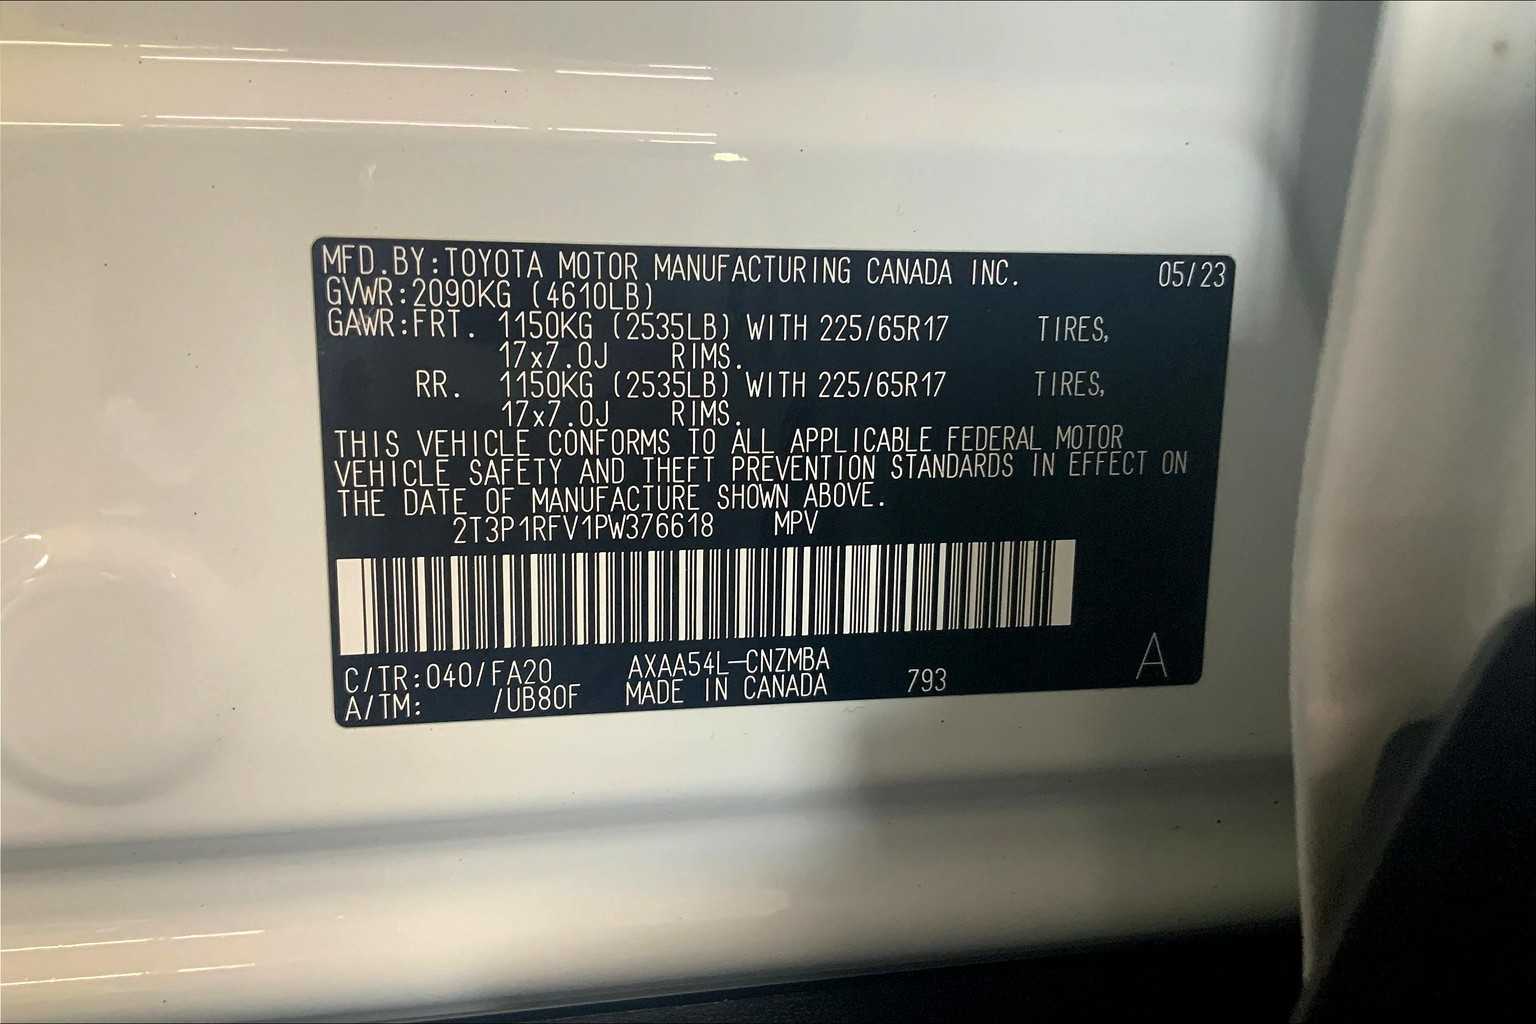 MFD.BY:TOYOTA MOTOR MANUFACTURING CANADA INC. 05/23
GVWR:2090KG (4610LB)
GAWR:FRT. 1150KG (2535LB) WITH 225/65R17 TIRES,
17x7.0J RIMS.
RR. 1150KG (2535LB) WITH 225/65R17 TIRES,
17x7.0J RIMS.
THIS VEHICLE CONFORMS TO ALL APPLICABLE FEDERAL MOTOR
VEHICLE SAFETY AND THEFT PREVENTION STANDARDS IN EFFECT ON
THE DATE OF MANUFACTURE SHOWN ABOVE.
2T3P1RFV1PW376618 MPV
C/TR:040/FA20 AXAA54L-CNZMBA
A/TM: /UB80F MADE IN CANADA 793 A